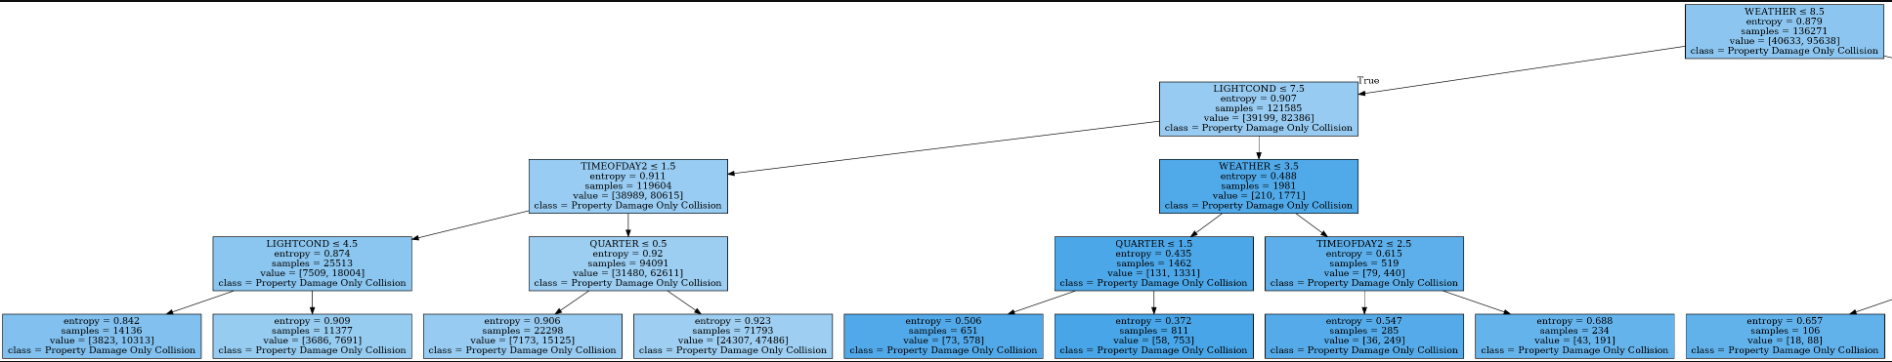 WEATHER ≤ 8.5
entropy = 0.879
samples = 136271
value = [40633, 95638]
class = Property Damage Only Collision
True
LIGHTCOND ≤ 7.5
entropy = 0.907
samples = 121585
value = [39199, 82386]
class = Property Damage Only Collision
TIMEOFDAY2 ≤ 1.5
entropy = 0.911
samples = 119604
value = [38989, 80615]
class = Property Damage Only Collision
WEATHER ≤ 3.5
entropy = 0.488
samples = 1981
value = [210, 1771]
class = Property Damage Only Collision
LIGHTCOND ≤ 4.5
entropy = 0.874
samples = 25513
value = [7509, 18004]
class = Property Damage Only Collision
QUARTER ≤ 0.5
entropy = 0.92
samples = 94091
value = [31480, 62611]
class = Property Damage Only Collision
QUARTER ≤ 1.5
entropy = 0.435
samples = 1462
value = [131, 1331]
class = Property Damage Only Collision
TIMEOFDAY2 ≤ 2.5
entropy = 0.615
samples = 519
value = [79, 440]
class = Property Damage Only Collision
entropy = 0.842
samples = 14136
value = [3823, 10313]
class = Property Damage Only Collision
entropy = 0.909
samples = 11377
value = [3686, 7691]
class = Property Damage Only Collision
entropy = 0.906
samples = 22298
value = [7173, 15125]
class = Property Damage Only Collision
entropy = 0.923
samples = 71793
value = [24307, 47486]
class = Property Damage Only Collision
entropy = 0.506
samples = 651
value = [73, 578]
class = Property Damage Only Collision
entropy = 0.372
samples = 811
value = [58, 753]
class = Property Damage Only Collision
entropy = 0.547
samples = 285
value = [36, 249]
class = Property Damage Only Collision
entropy = 0.688
samples = 234
value = [43, 191]
class = Property Damage Only Collision
entropy = 0.657
samples = 106
value = [18, 88]
class = Property Damage Only Collision